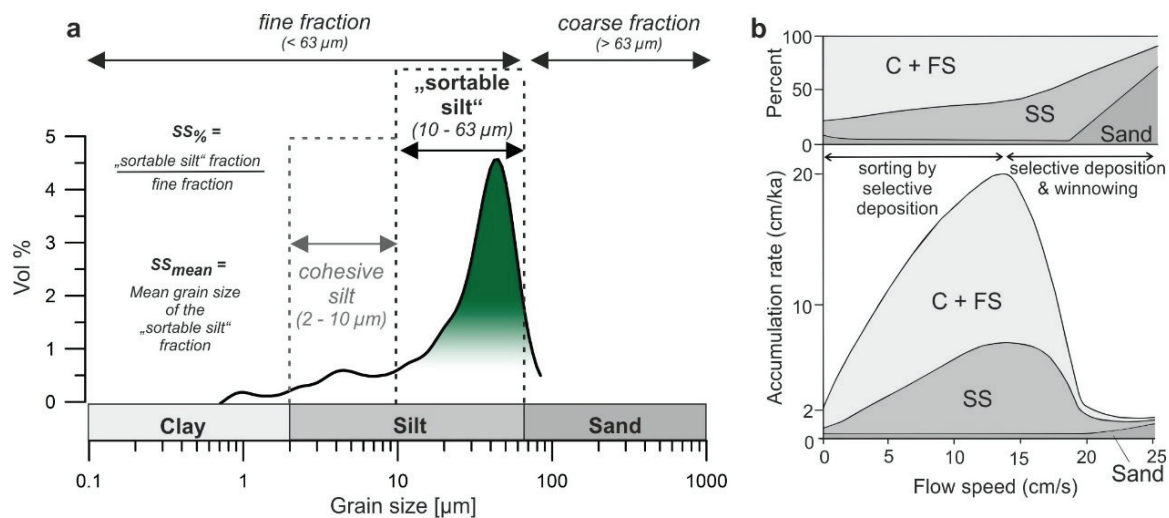 a
fine fraction
(< 63 µm)
coarse fraction
(> 63 µm)
„sortable
silt“
(10 - 63 µm)
SS% =
„sortable silt“ fraction
fine fraction
cohesive
silt
(2 - 10 µm)
SSmean =
Mean grain size
of the
„sortable silt“
fraction
Vol %
5
4
3
2
1
0
Clay
Silt
Sand
0.1
1
10
100
1000
Grain size [µm]
b
Percent
100
50
0
C + FS
SS
Sand
sorting by
selective
deposition
selective deposition
& winnowing
Accumulation rate (cm/ka)
20
10
2
0
C + FS
SS
Sand
0
5
10
15
20
25
Flow speed (cm/s)